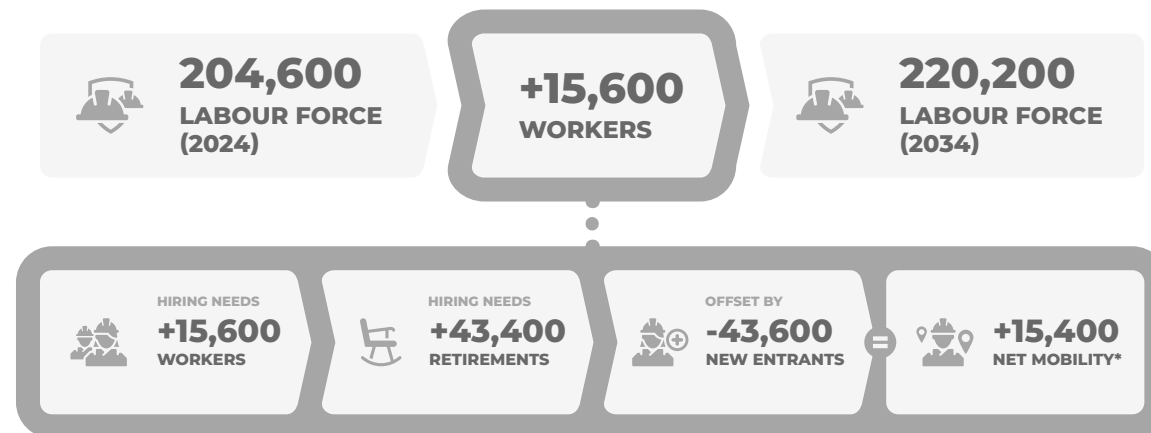 204,600
LABOUR FORCE
(2024)
+15,600
WORKERS
220,200
LABOUR FORCE
(2034)
HIRING NEEDS
+15,600
WORKERS
HIRING NEEDS
+43,400
RETIREMENTS
OFFSET BY
-43,600
NEW ENTRANTS
=
+15,400
NET MOBILITY*